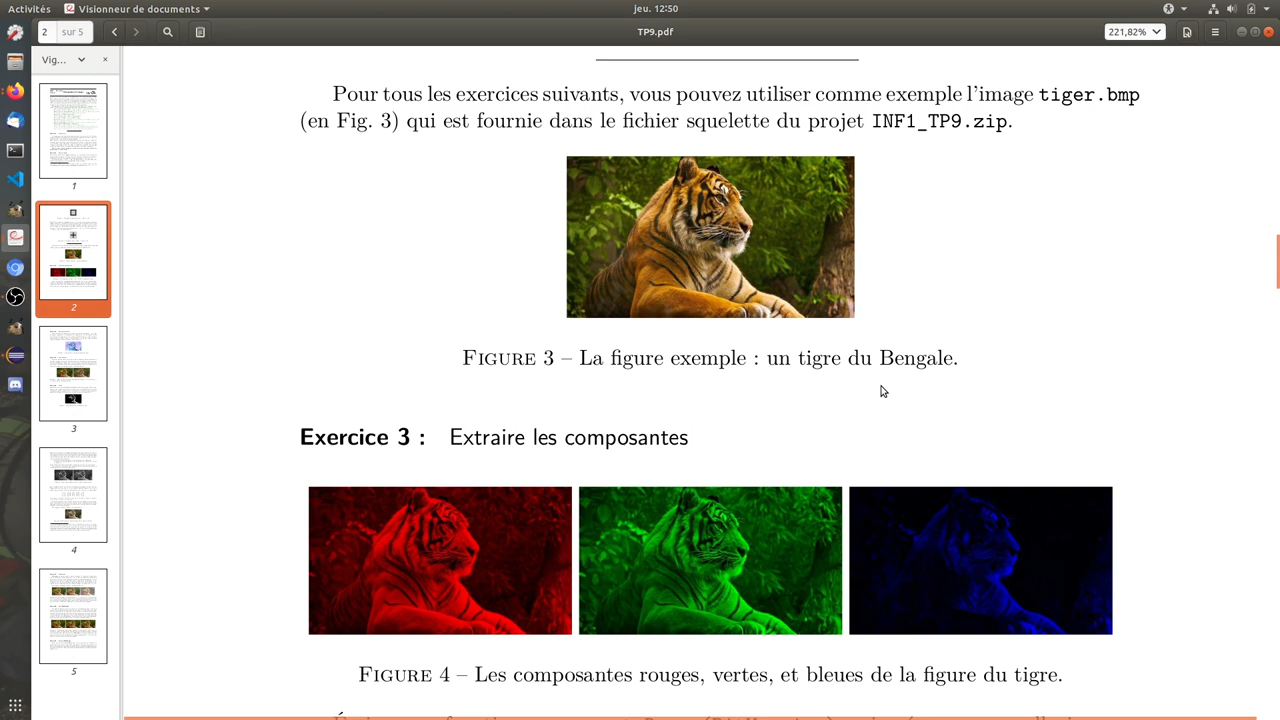 Activités
Visionneur de documents
jeu. 12:50
2
sur 5
TP9.pdf
221,82%
Vig…
1
2
3
4
5
Pour tous les exercices suivants, vous pouvez utiliser comme exemple l'image tiger.bmp
(en Fig. 3) qui est fournie dans le fichier squelette du projet INF1_TP9.zip.
Figure 3 – La figure exemple : un tigre du Bengale.
Exercice 3 : Extraire les composantes
Figure 4 – Les composantes rouges, vertes, et bleues de la figure du tigre.